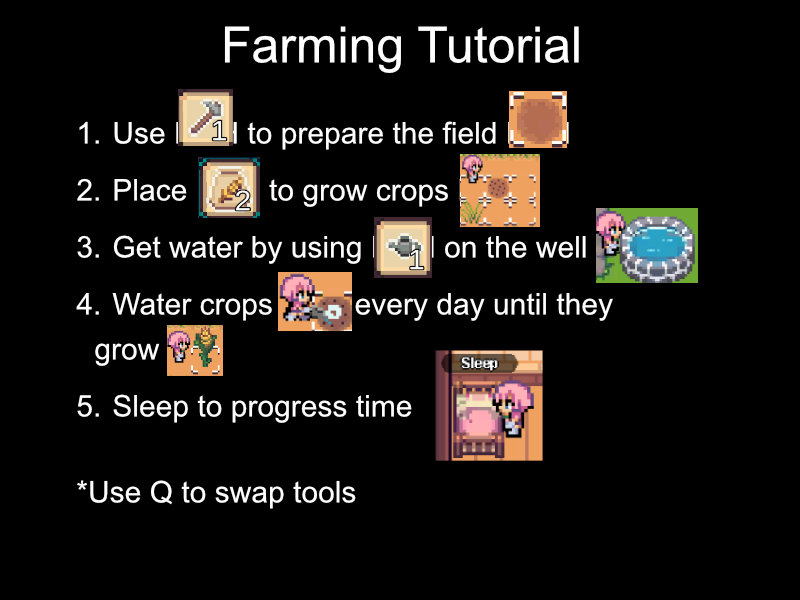 Farming Tutorial
1. Use 1 to prepare the field
2. Place 2 to grow crops
3. Get water by using 1 on the well
4. Water crops every day until they
grow
Sleep
5. Sleep to progress time
*Use Q to swap tools